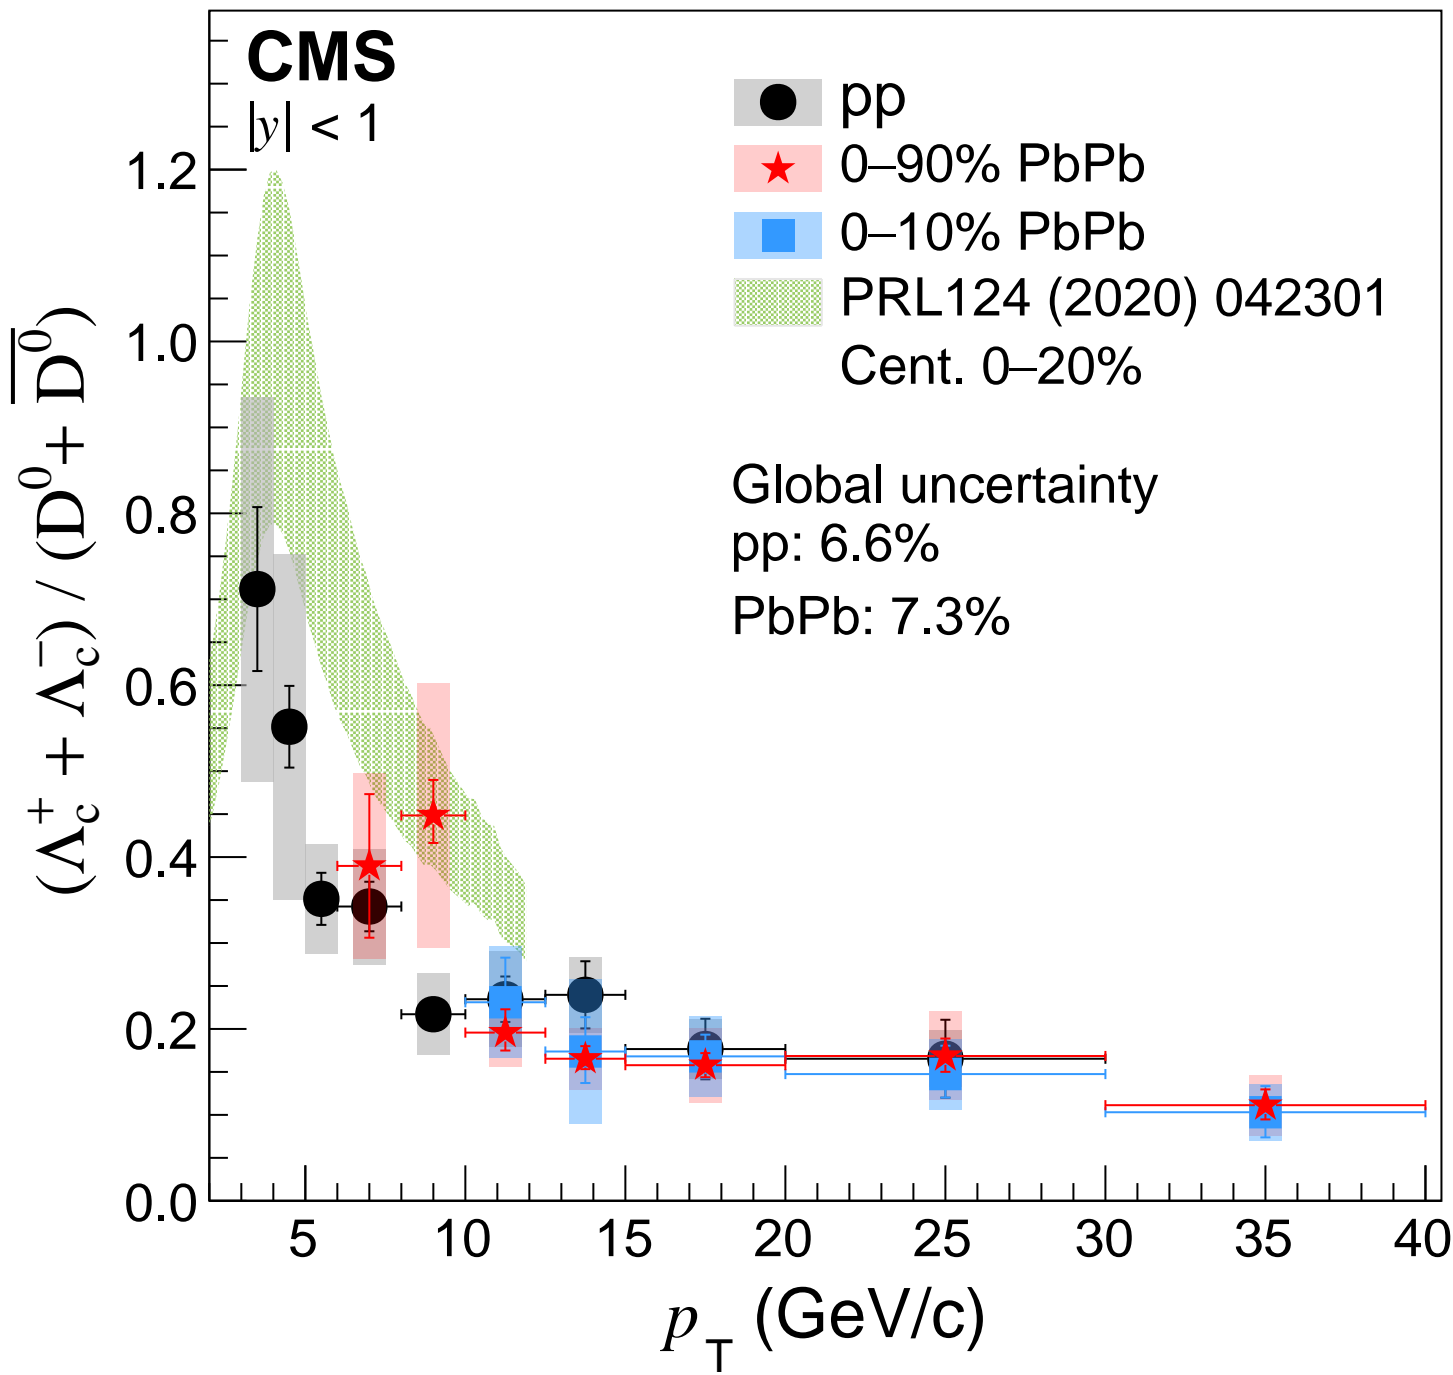 CMS
|y| < 1
pp
0–90% PbPb
0–10% PbPb
PRL124 (2020) 042301
Cent. 0–20%
Global uncertainty
pp: 6.6%
PbPb: 7.3%
(Λc+ + Λc−) / (D0 + D̅0)
1.2
1.0
0.8
0.6
0.4
0.2
0.0
5 10 15 20 25 30 35 40
pT (GeV/c)